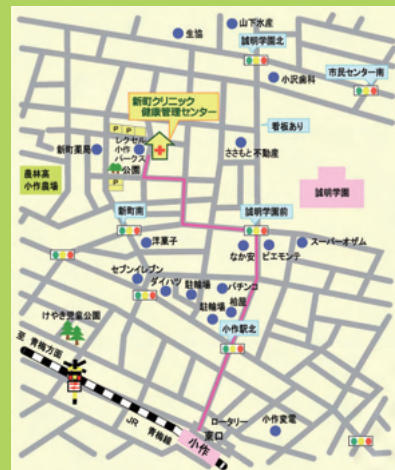 山下水産
生協
誠明学園北
小沢歯科
市民センター南
新町クリニック
健康管理センター
看板あり
P P
レクセル
小作
パークス
新町薬局
ささもと不動産
公園
P
農林高
小作農場
誠明学園
新町南
誠明学園前
洋菓子
なか安
ピエモンテ
スーパーオザム
セブンイレブン
ダイハツ
駐輪場
パチンコ
駐輪場
柏屋
けやき児童公園
小作駅北
至 青梅方面
JR 青梅線
ロータリー
東口
小作変電
小作